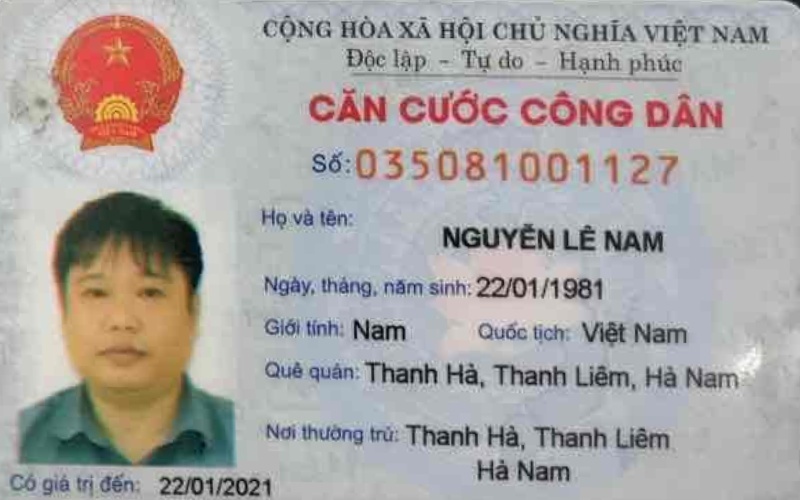 CỘNG HÒA XÃ HỘI CHỦ NGHĨA VIỆT NAM
Độc lập - Tự do - Hạnh phúc
CĂN CƯỚC CÔNG DÂN
Số: 035081001127
Họ và tên:
NGUYỄN LÊ NAM
Ngày, tháng, năm sinh: 22/01/1981
Giới tính: Nam Quốc tịch: Việt Nam
Quê quán: Thanh Hà, Thanh Liêm, Hà Nam
Nơi thường trú: Thanh Hà, Thanh Liêm
Hà Nam
Có giá trị đến: 22/01/2021